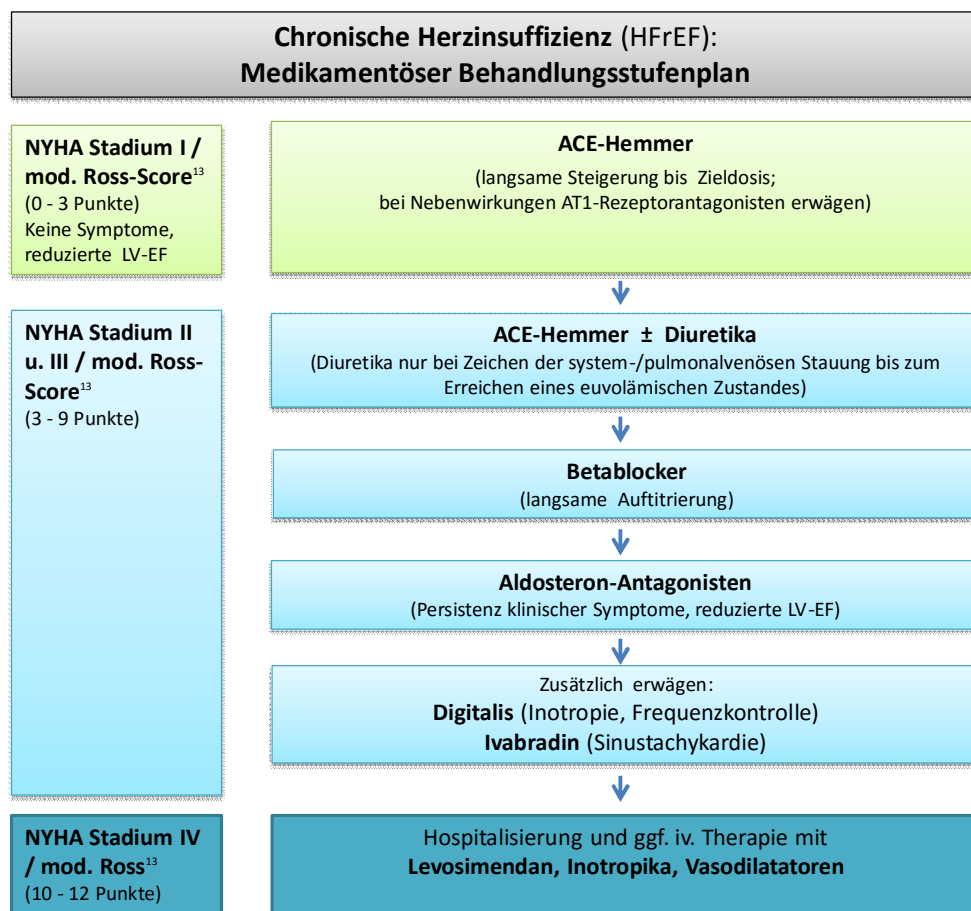 Chronische Herzinsuffizienz (HFrEF):
Medikamentöser Behandlungsstufenplan
NYHA Stadium I /
mod. Ross-Score¹³
(0 - 3 Punkte)
Keine Symptome,
reduzierte LV-EF
ACE-Hemmer
(langsame Steigerung bis Zieldosis;
bei Nebenwirkungen AT1-Rezeptorantagonisten erwägen)
NYHA Stadium II
u. III / mod. Ross-
Score¹³
(3 - 9 Punkte)
ACE-Hemmer ± Diuretika
(Diuretika nur bei Zeichen der system-/pulmonalvenösen Stauung bis zum
Erreichen eines euvolämischen Zustandes)
Betablocker
(langsame Auftitrierung)
Aldosteron-Antagonisten
(Persistenz klinischer Symptome, reduzierte LV-EF)
Zusätzlich erwägen:
Digitalis (Inotropie, Frequenzkontrolle)
Ivabradin (Sinustachykardie)
NYHA Stadium IV
/ mod. Ross¹³
(10 - 12 Punkte)
Hospitalisierung und ggf. iv. Therapie mit
Levosimendan, Inotropika, Vasodilatatoren